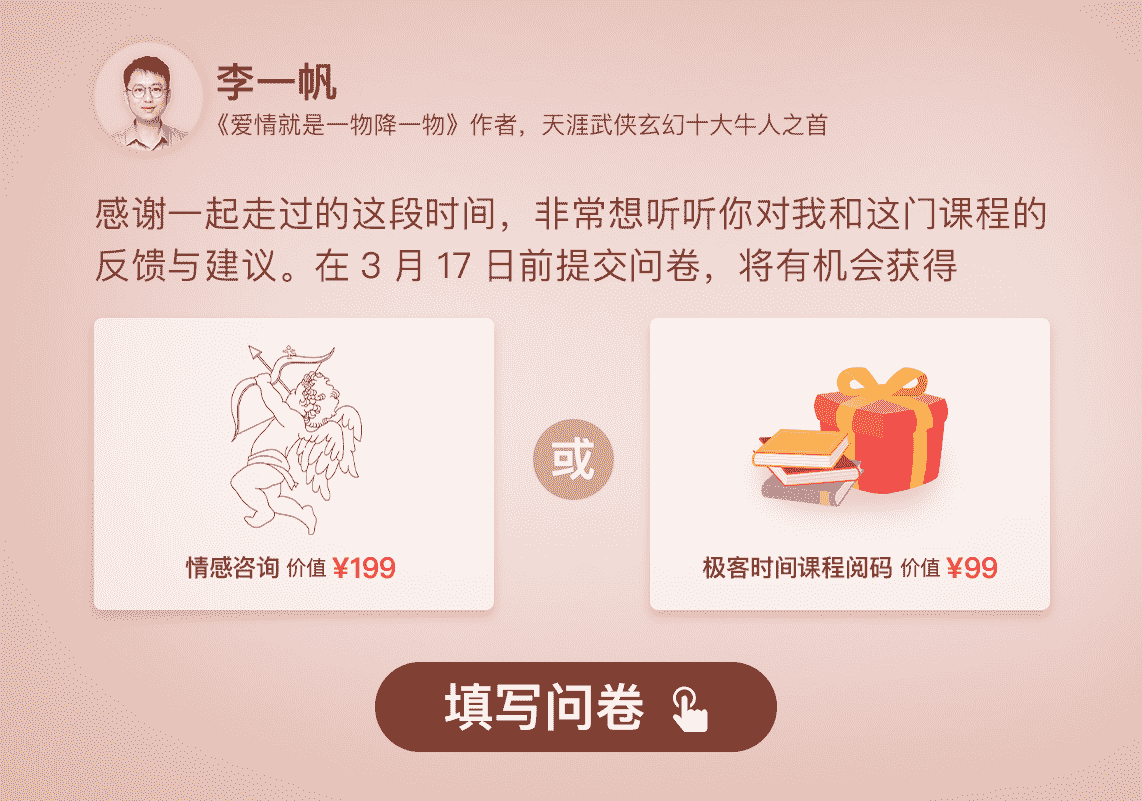 李一帆
《爱情就是一物降一物》作者，天涯武侠玄幻十大牛人之首
感谢一起走过的这段时间，非常想听听你对我和这门课程的
反馈与建议。在 3 月 17 日前提交问卷，将有机会获得
或
情感咨询 价值 ¥199
极客时间课程阅码 价值 ¥99
填写问卷